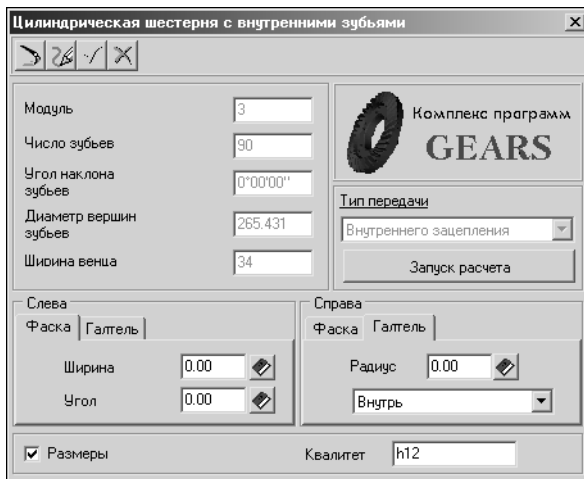 Цилиндрическая шестерня с внутренними зубьями
Модуль 3
Число зубьев 90
Угол наклона
зубьев 0°00'00''
Диаметр вершин
зубьев 265.431
Ширина венца 34
Комплекс программ
GEARS
Тип передачи
Внутреннего зацепления
Запуск расчета
Слева
Фаска Галтель
Ширина 0.00
Угол 0.00
Справа
Фаска Галтель
Радиус 0.00
Внутрь
Размеры Квалитет h12